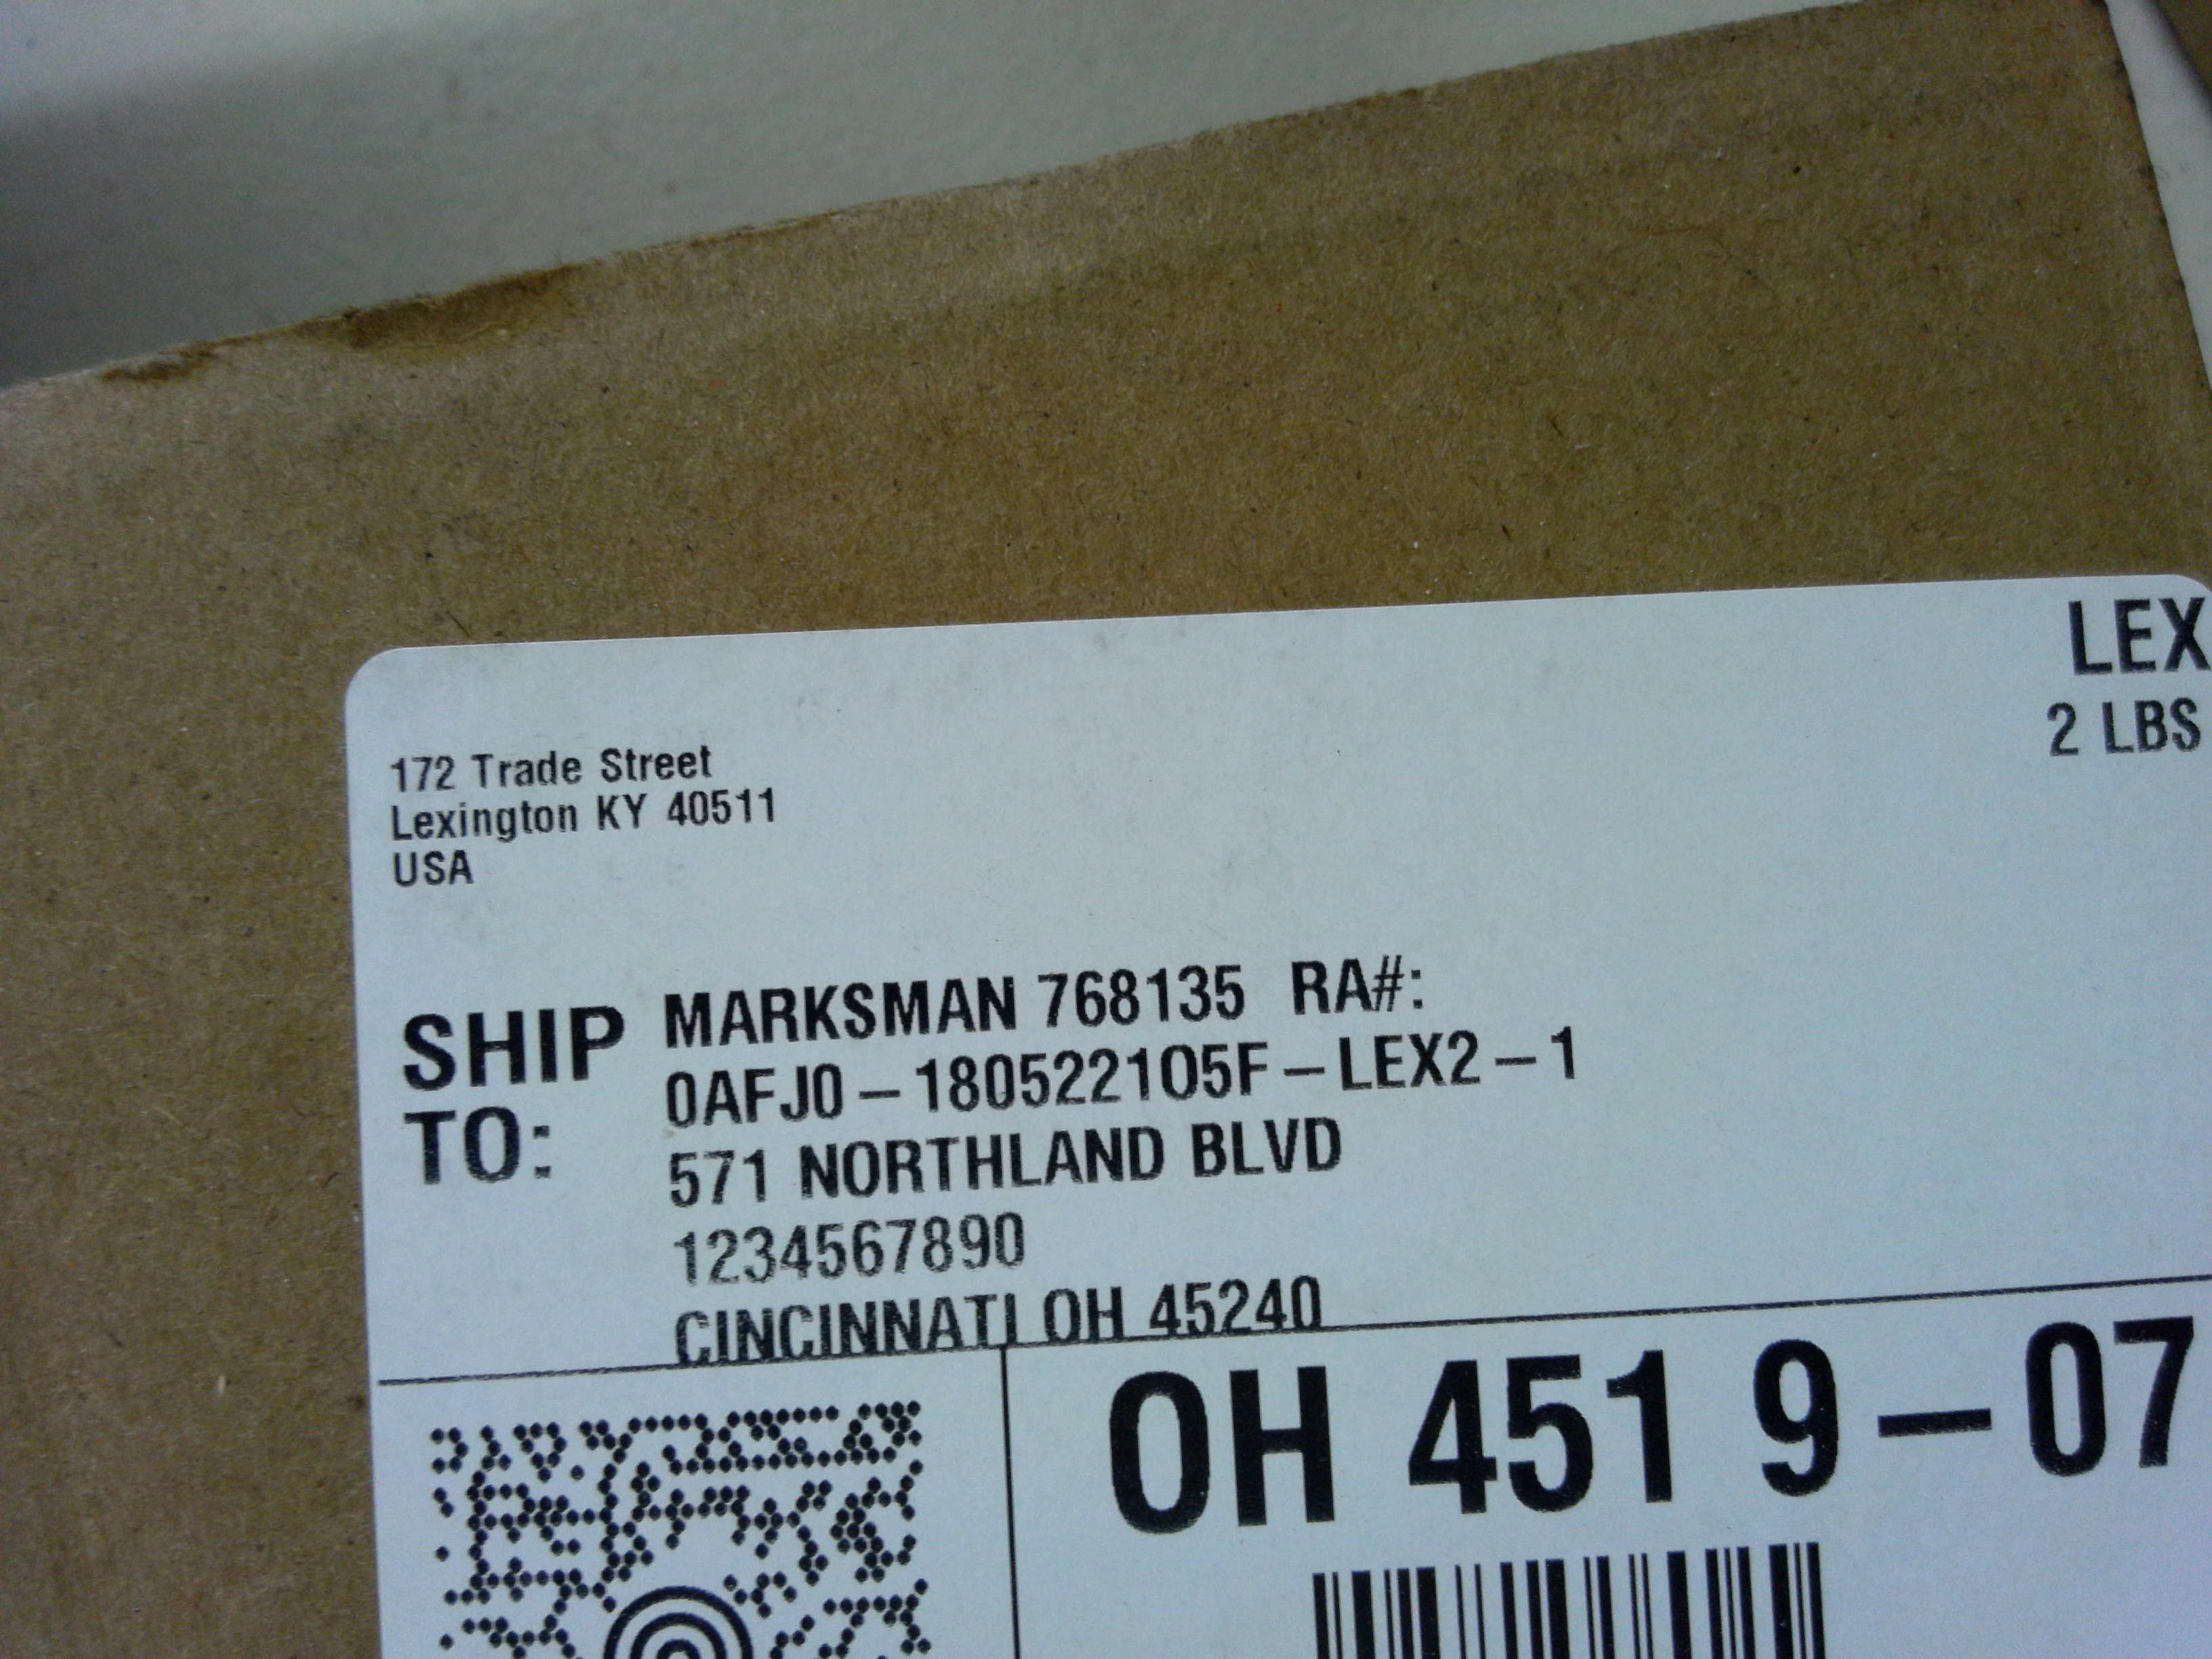 LEX
2 LBS
172 Trade Street
Lexington KY 40511
USA
SHIP TO:
MARKSMAN 768135 RA#:
0AFJ0-180522105F-LEX2-1
571 NORTHLAND BLVD
1234567890
CINCINNATI OH 45240
OH 451 9-07